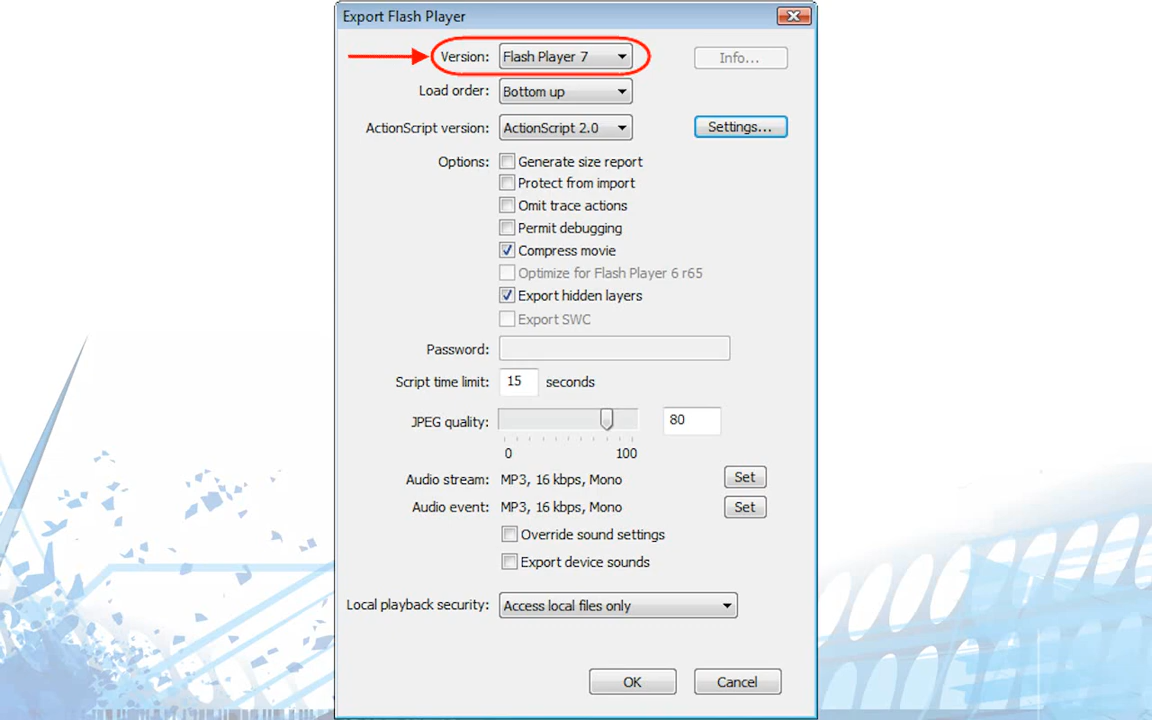 Export Flash Player
Version: Flash Player 7 Info...
Load order: Bottom up
ActionScript version: ActionScript 2.0 Settings...
Options: Generate size report
Protect from import
Omit trace actions
Permit debugging
Compress movie
Optimize for Flash Player 6 r65
Export hidden layers
Export SWC
Password:
Script time limit: 15 seconds
JPEG quality: 80
0 100
Audio stream: MP3, 16 kbps, Mono Set
Audio event: MP3, 16 kbps, Mono Set
Override sound settings
Export device sounds
Local playback security: Access local files only
OK Cancel